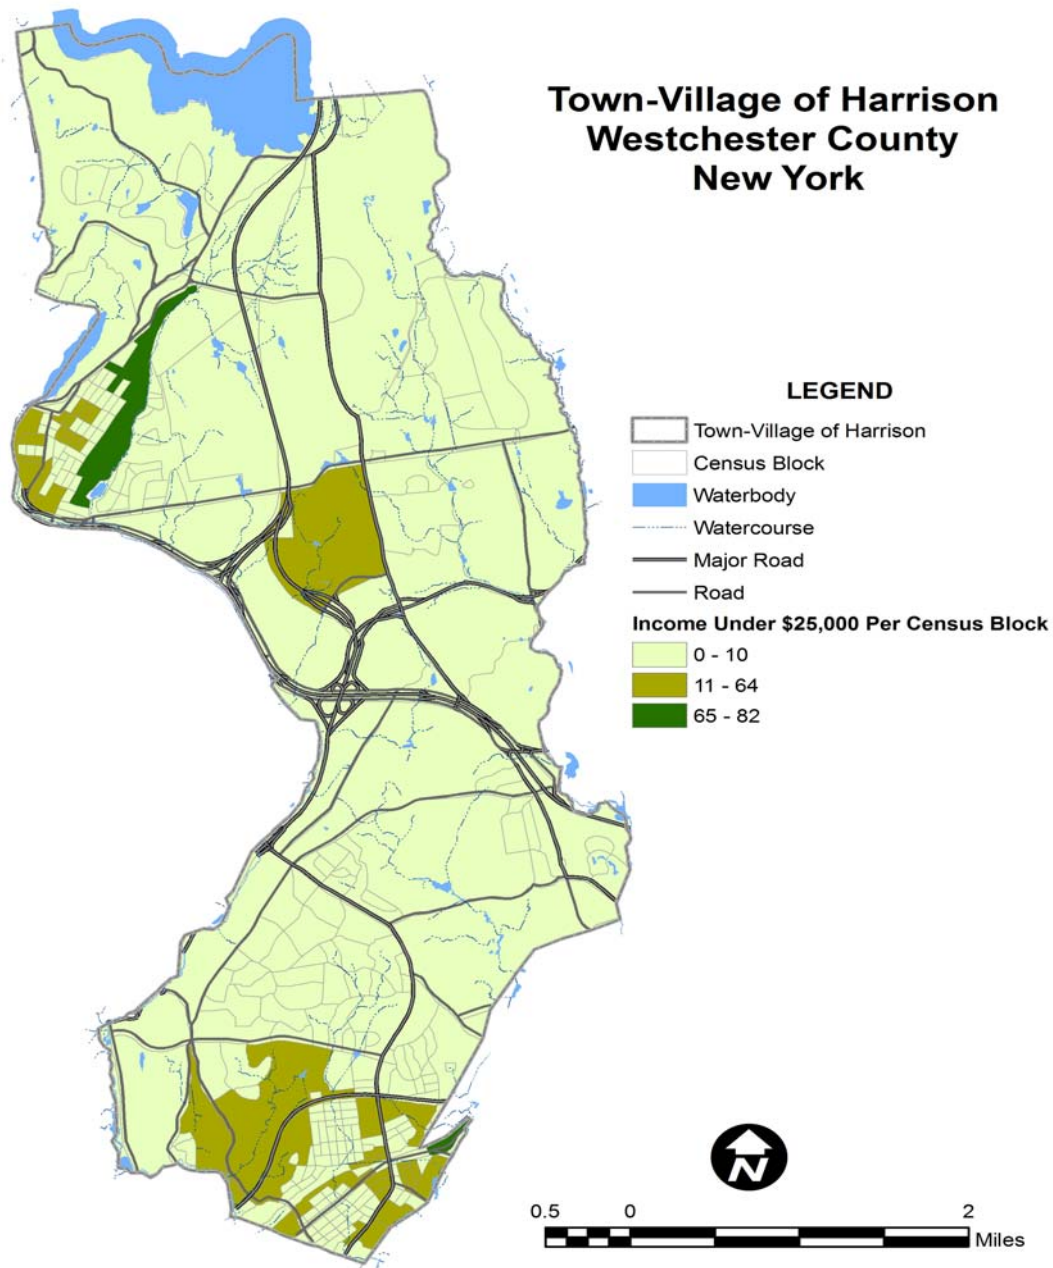 Town-Village of Harrison
Westchester County
New York
LEGEND
Town-Village of Harrison
Census Block
Waterbody
Watercourse
Major Road
Road
Income Under $25,000 Per Census Block
0 - 10
11 - 64
65 - 82
N
0.5 0 2
Miles